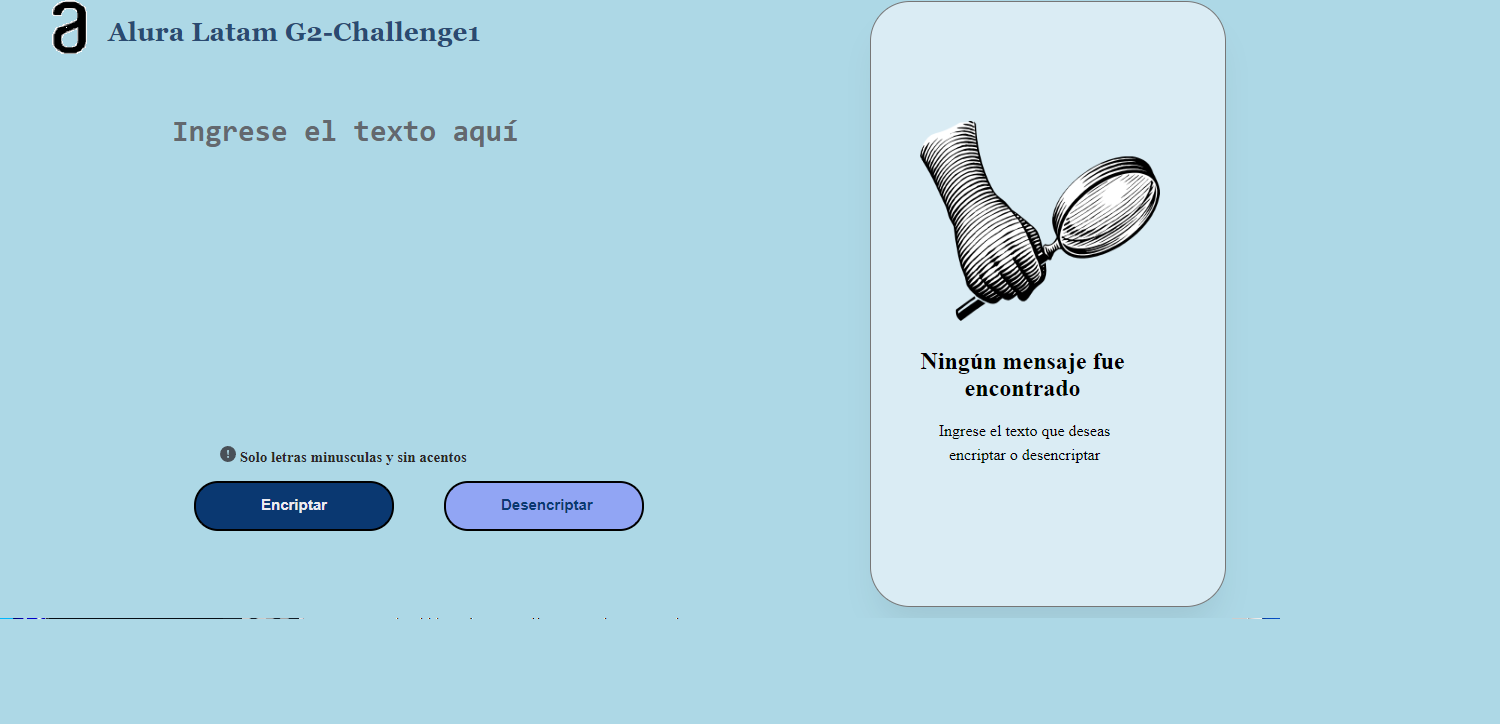 a Alura Latam G2-Challenge1
Ingrese el texto aquí
! Solo letras minusculas y sin acentos
Encriptar
Desencriptar
Ningún mensaje fue
encontrado
Ingrese el texto que deseas
encriptar o desencriptar